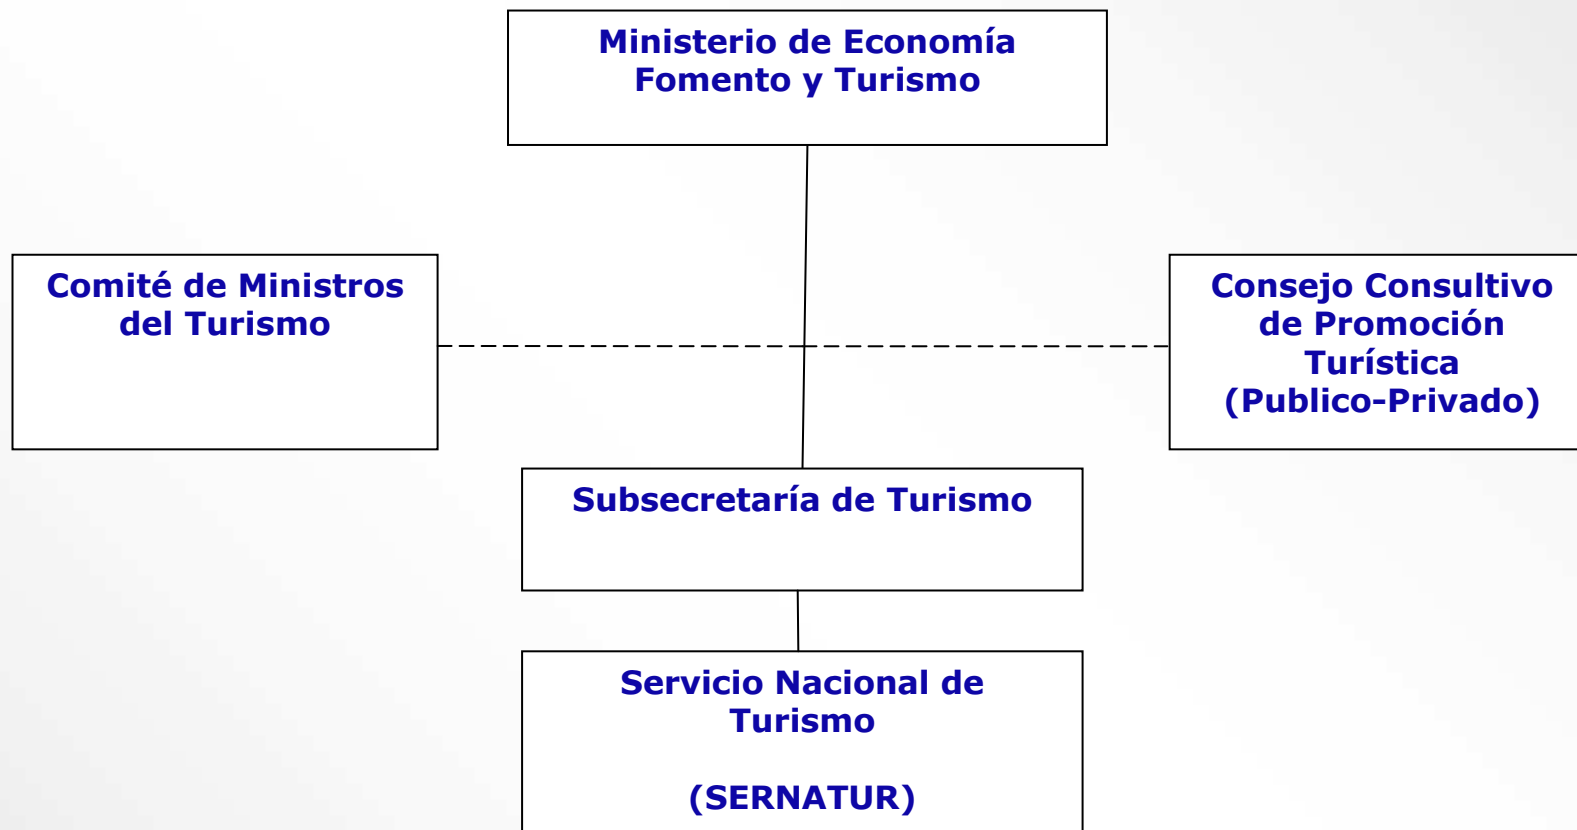 Ministerio de Economía
Fomento y Turismo
Comité de Ministros
del Turismo
Consejo Consultivo
de Promoción
Turística
(Publico-Privado)
Subsecretaría de Turismo
Servicio Nacional de
Turismo
(SERNATUR)